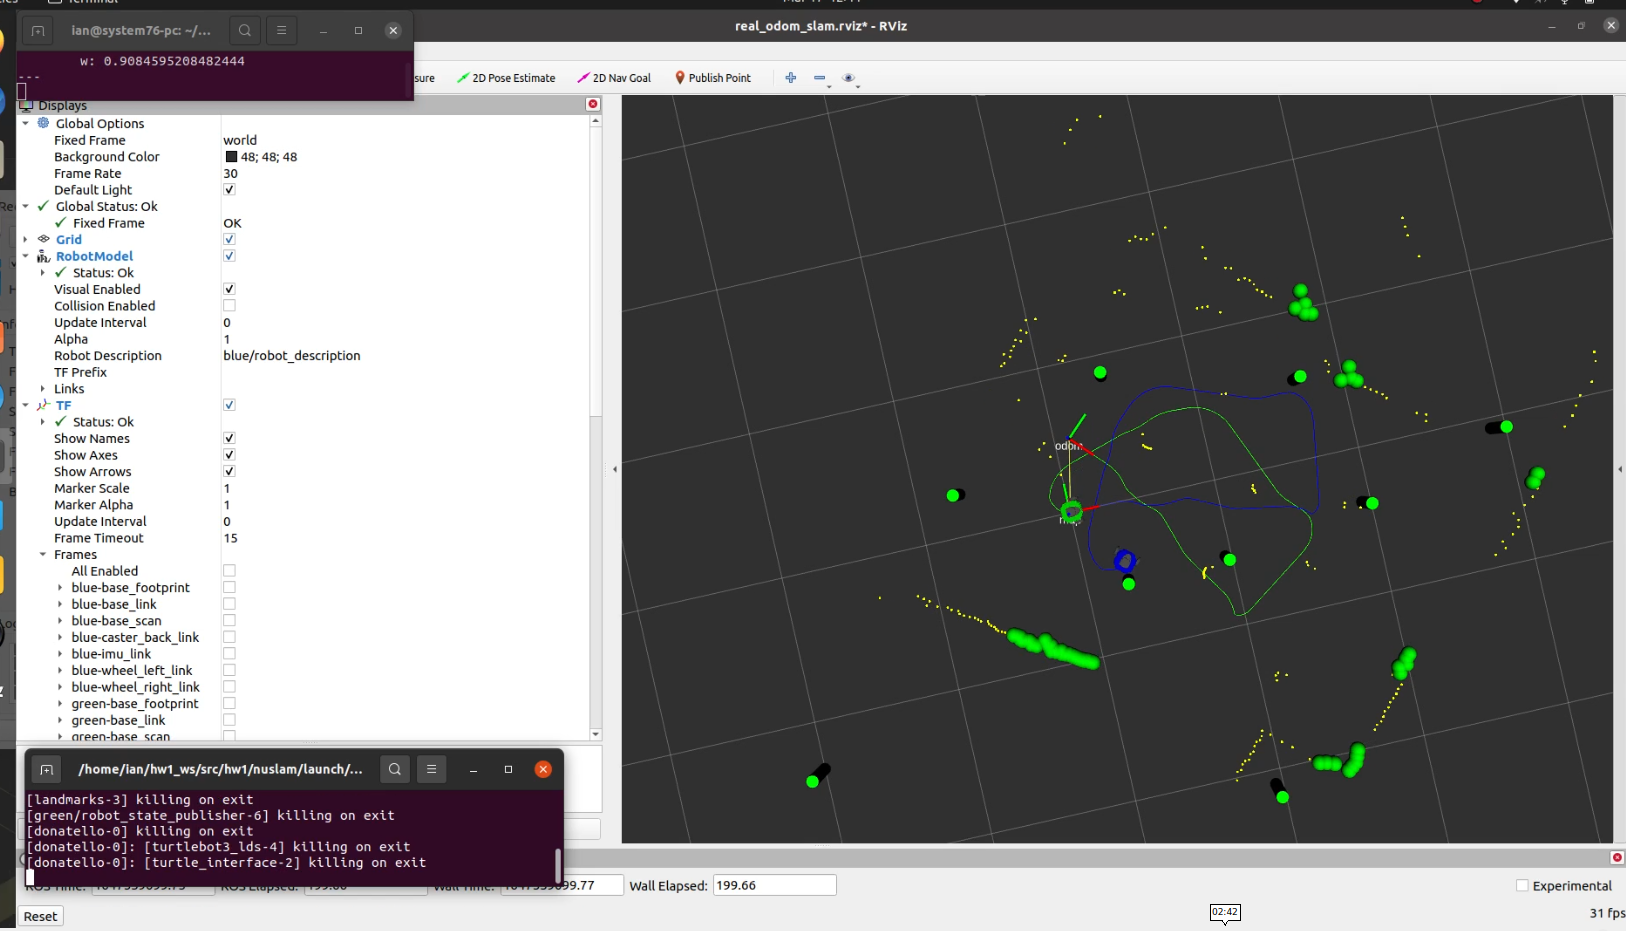 Terminal
ian@system76-pc: ~/...
real_odom_slam.rviz* - RViz
w: 0.9084595208482444
---
sure
2D Pose Estimate
2D Nav Goal
Publish Point
Displays
Global Options
Fixed Frame world
Background Color 48; 48; 48
Frame Rate 30
Default Light
Global Status: Ok
Fixed Frame OK
Grid
RobotModel
Status: Ok
Visual Enabled
Collision Enabled
Update Interval 0
Alpha 1
Robot Description blue/robot_description
TF Prefix
Links
TF
Status: Ok
Show Names
Show Axes
Show Arrows
Marker Scale 1
Marker Alpha 1
Update Interval 0
Frame Timeout 15
Frames
All Enabled
blue-base_footprint
blue-base_link
blue-base_scan
blue-caster_back_link
blue-imu_link
blue-wheel_left_link
blue-wheel_right_link
green-base_footprint
green-base_link
green-base_scan
odom
/home/ian/hw1_ws/src/hw1/nuslam/launch/...
[landmarks-3] killing on exit
[green/robot_state_publisher-6] killing on exit
[donatello-0] killing on exit
[donatello-0]: [turtlebot3_lds-4] killing on exit
[donatello-0]: [turtle_interface-2] killing on exit
Wall Elapsed: 199.66
Experimental
Reset
02:42
31 fps